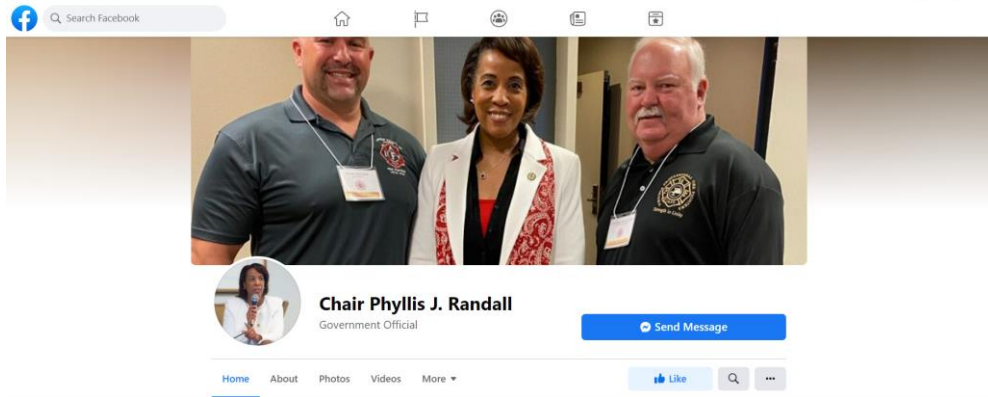 Search Facebook
Chair Phyllis J. Randall
Government Official
Send Message
Home About Photos Videos More
Like